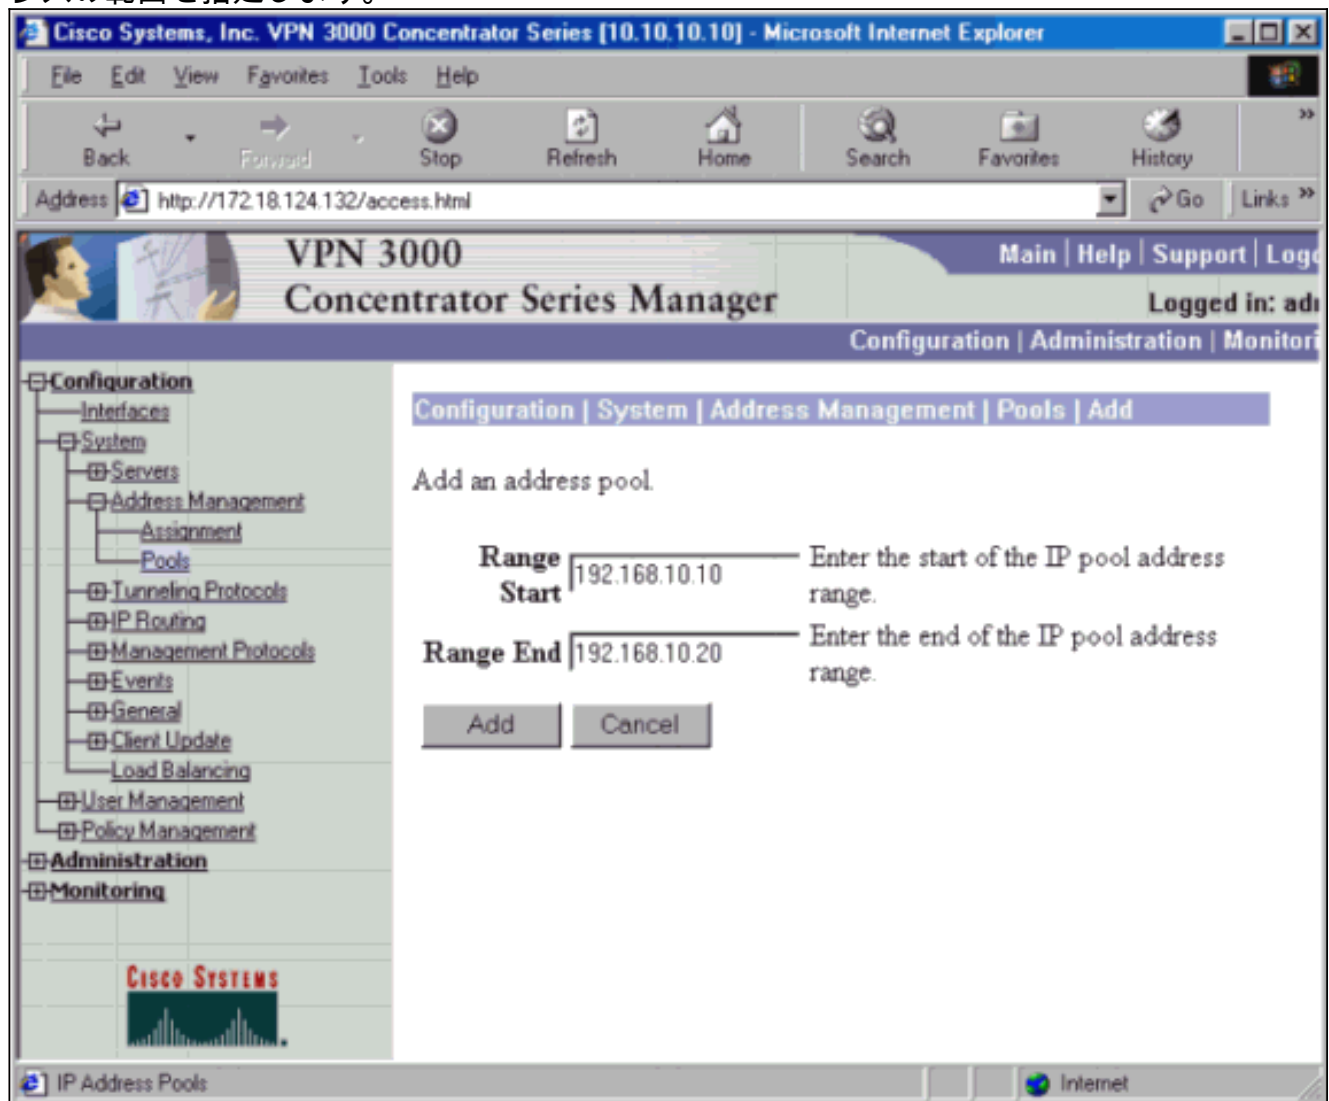 Cisco Systems, Inc. VPN 3000 Concentrator Series [10.10.10.10] - Microsoft Internet Explorer
File Edit View Favorites Tools Help
Back Forward Stop Refresh Home Search Favorites History »
Address http://172.18.124.132/access.html Go Links »
VPN 3000
Concentrator Series Manager
Main | Help | Support | Logo
Logged in: ad
Configuration | Administration | Monitori
Configuration
Interfaces
System
Servers
Address Management
Assignment
Pools
Tunneling Protocols
IP Routing
Management Protocols
Events
General
Client Update
Load Balancing
User Management
Policy Management
Administration
Monitoring
CISCO SYSTEMS
Configuration | System | Address Management | Pools | Add
Add an address pool.
Range Start 192.168.10.10 Enter the start of the IP pool address
range.
Range End 192.168.10.20 Enter the end of the IP pool address
range.
Add Cancel
IP Address Pools Internet